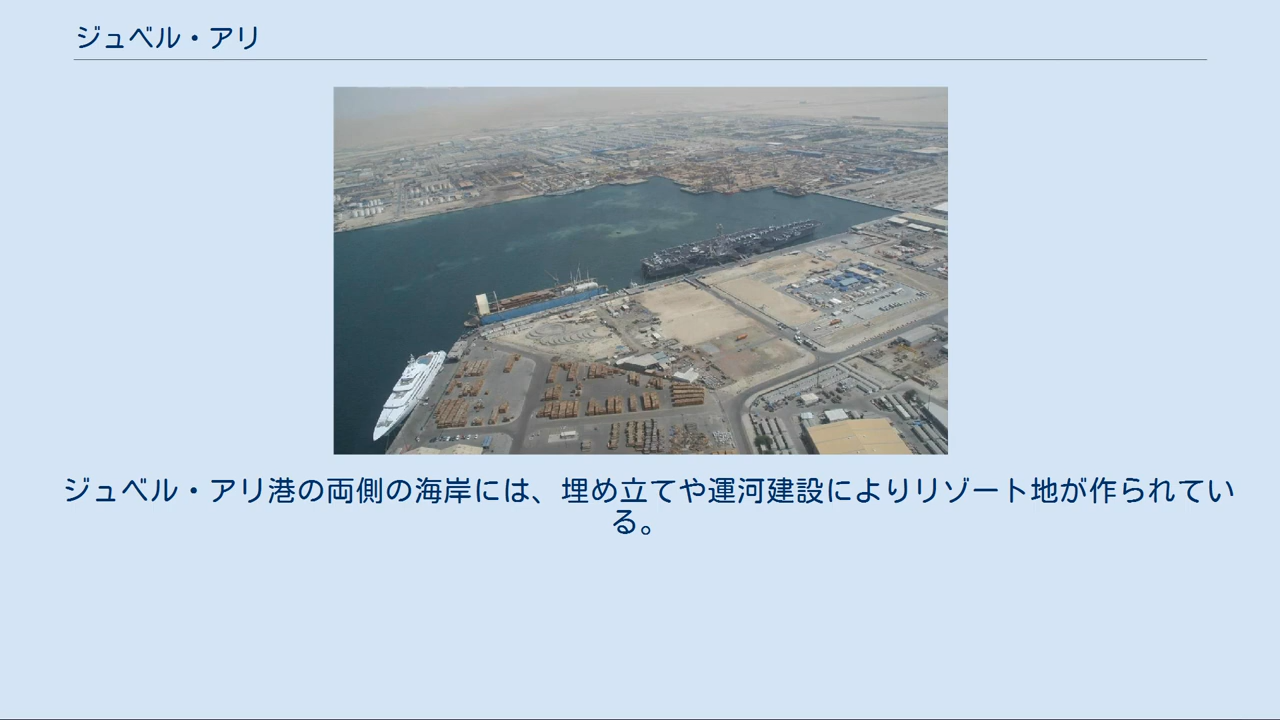 ジュベル・アリ
ジュベル・アリ港の両側の海岸には、埋め立てや運河建設によりリゾート地が作られてい
る。